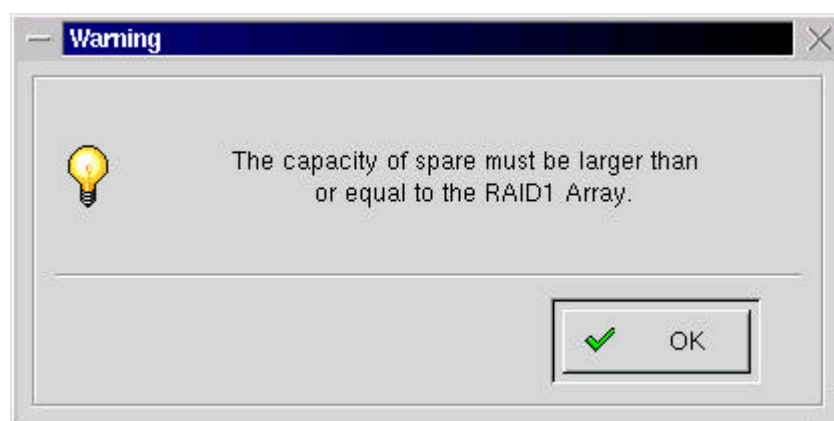 Warning
The capacity of spare must be larger than
or equal to the RAID1 Array.
OK